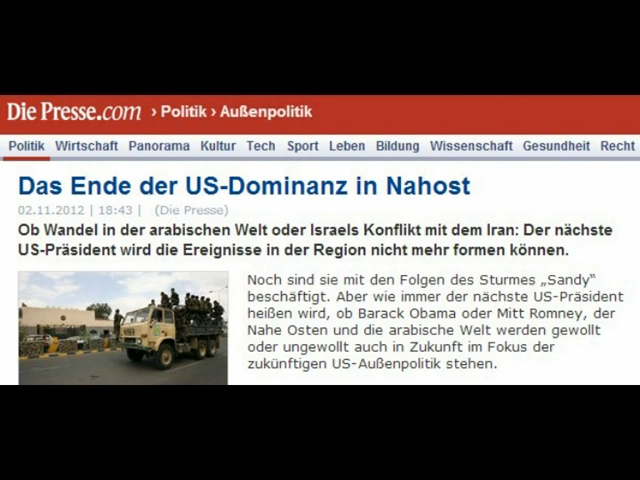 Die Presse.com › Politik › Außenpolitik
Politik Wirtschaft Panorama Kultur Tech Sport Leben Bildung Wissenschaft Gesundheit Recht
Das Ende der US-Dominanz in Nahost
02.11.2012 | 18:43 | (Die Presse)
Ob Wandel in der arabischen Welt oder Israels Konflikt mit dem Iran: Der nächste
US-Präsident wird die Ereignisse in der Region nicht mehr formen können.
Noch sind sie mit den Folgen des Sturmes „Sandy“
beschäftigt. Aber wie immer der nächste US-Präsident
heißen wird, ob Barack Obama oder Mitt Romney, der
Nahe Osten und die arabische Welt werden gewollt
oder ungewollt auch in Zukunft im Fokus der
zukünftigen US-Außenpolitik stehen.